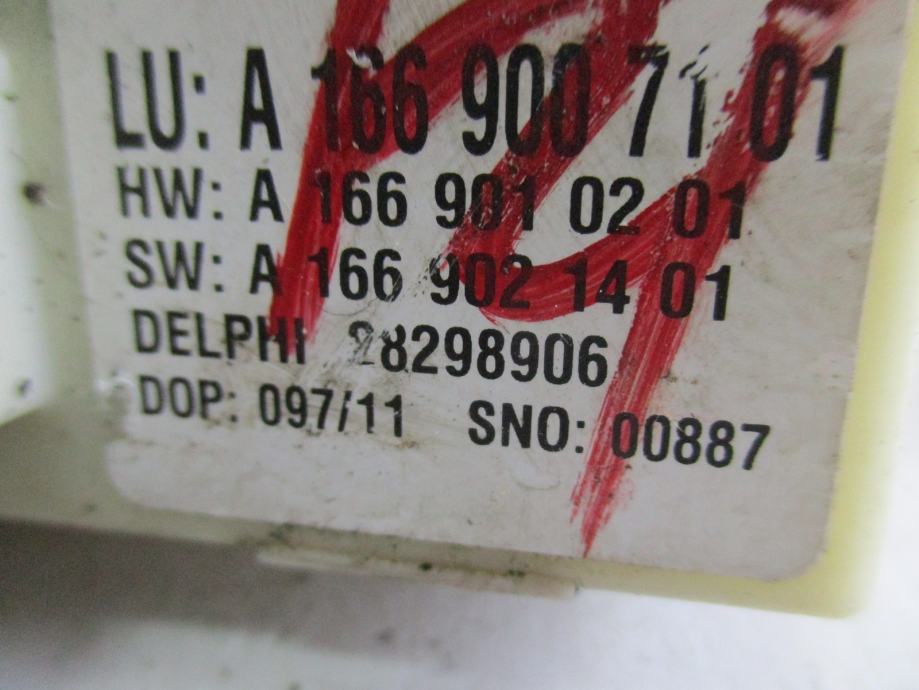 LU: A 166 900 71 01
HW: A 166 901 02 01
SW: A 166 902 14 01
DELPHI 28298906
DOP: 097/11 SNO: 00887